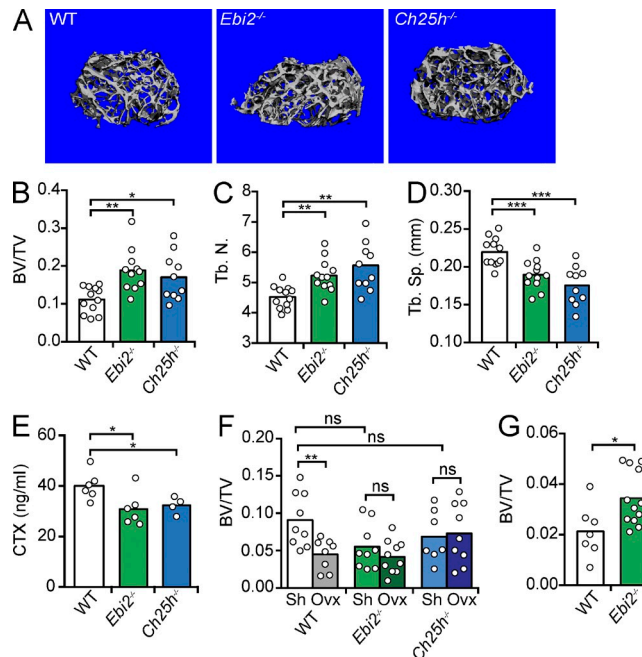 A
WT
Ebi2-/-
Ch25h-/-
B
BV/TV
0.4
0.3
0.2
0.1
0.0
*
**
WT
Ebi2-/-
Ch25h-/-
C
Tb. N.
7
6
5
4
3
**
**
WT
Ebi2-/-
Ch25h-/-
D
Tb. Sp. (mm)
0.30
0.25
0.20
0.15
0.10
***
***
WT
Ebi2-/-
Ch25h-/-
E
CTX (ng/ml)
60
40
20
0
*
*
WT
Ebi2-/-
Ch25h-/-
F
BV/TV
0.20
0.15
0.10
0.05
0.00
ns
ns
**
ns
ns
Sh Ovx Sh Ovx Sh Ovx
WT
Ebi2-/-
Ch25h-/-
G
BV/TV
0.06
0.04
0.02
0.00
*
WT
Ebi2-/-